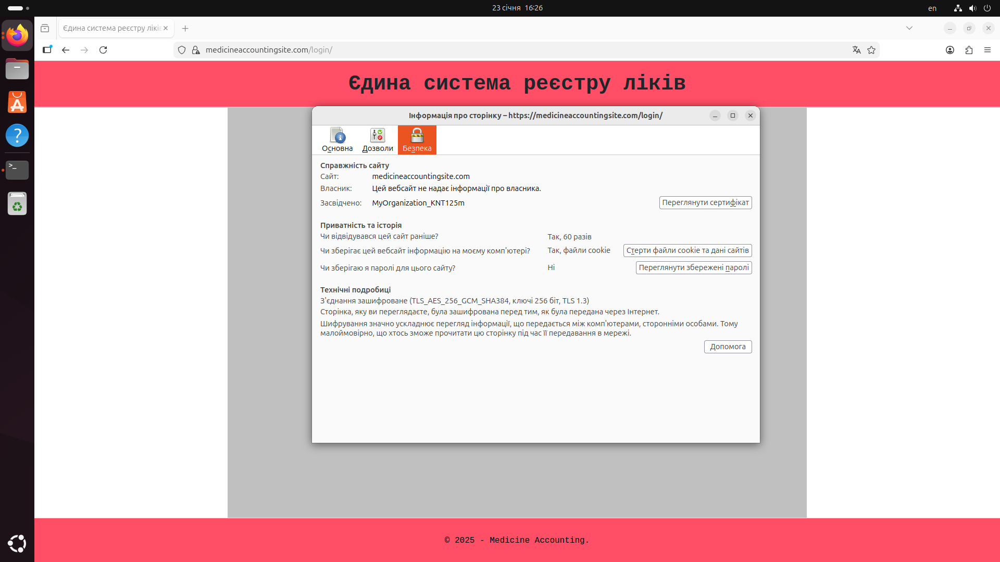 23 січня 16:26
en
Єдина система реєстру лікі
medicineaccountingsite.com/login/
Єдина система реєстру ліків
Інформація про сторінку – https://medicineaccountingsite.com/login/
Основна
Дозволи
Безпека
Справжність сайту
Сайт: medicineaccountingsite.com
Власник: Цей вебсайт не надає інформації про власника.
Засвідчено: MyOrganization_KNT125m
Переглянути сертифікат
Приватність та історія
Чи відвідувався цей сайт раніше? Так, 60 разів
Чи зберігає цей вебсайт інформацію на моєму комп'ютері? Так, файли cookie Стерти файли cookie та дані сайтів
Чи зберігаю я паролі для цього сайту? Ні Переглянути збережені паролі
Технічні подробиці
З'єднання зашифроване (TLS_AES_256_GCM_SHA384, ключі 256 біт, TLS 1.3)
Сторінка, яку ви переглядаєте, була зашифрована перед тим, як була передана через Інтернет.
Шифрування значно ускладнює перегляд інформації, що передається між комп'ютерами, сторонніми особами. Тому
малоймовірно, що хтось зможе прочитати цю сторінку під час її передавання в мережі.
Допомога
© 2025 - Medicine Accounting.